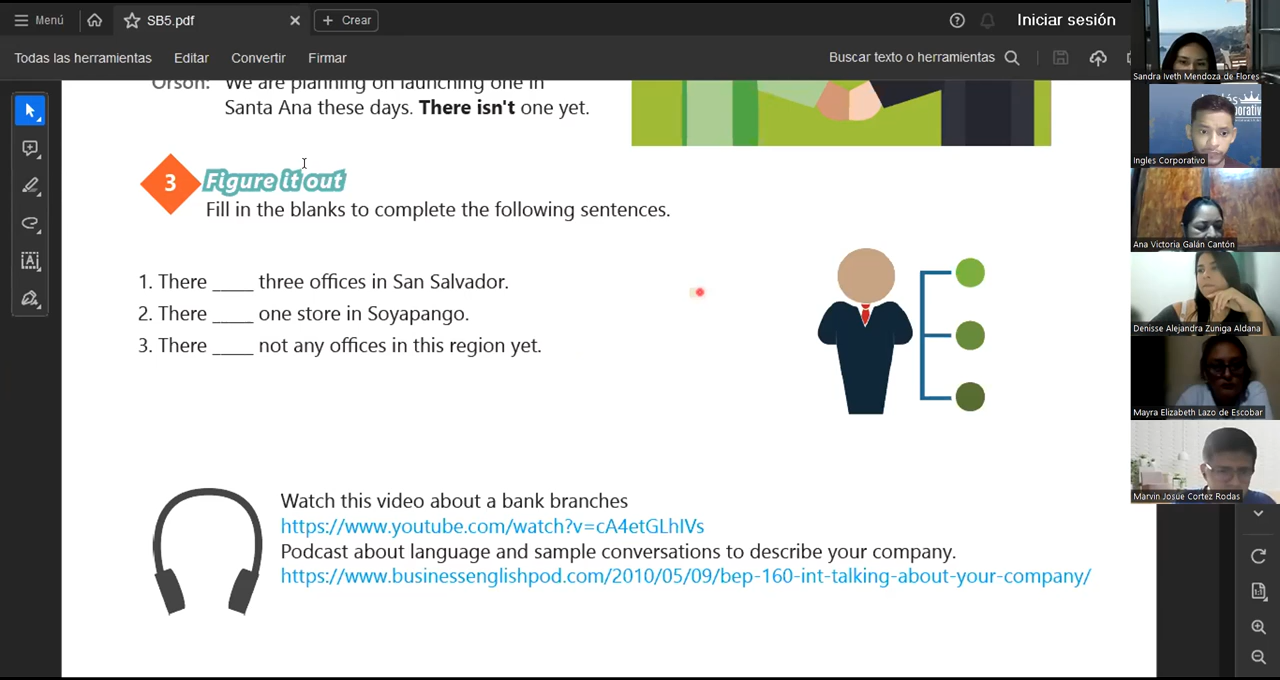 Menú
SB5.pdf
Crear
Iniciar sesión
Todas las herramientas
Editar
Convertir
Firmar
Buscar texto o herramientas
Orson: We are planning on launching one in
Santa Ana these days. There isn't one yet.
3
Figure it out
Fill in the blanks to complete the following sentences.
1. There ____ three offices in San Salvador.
2. There ____ one store in Soyapango.
3. There ____ not any offices in this region yet.
Watch this video about a bank branches
https://www.youtube.com/watch?v=cA4etGLhIVs
Podcast about language and sample conversations to describe your company.
https://www.businessenglishpod.com/2010/05/09/bep-160-int-talking-about-your-company/
Sandra Iveth Mendoza de Flores
Ingles Corporativo
Ana Victoria Galán Cantón
Denisse Alejandra Zuniga Aldana
Mayra Elizabeth Lazo de Escobar
Marvin Josue Cortez Rodas